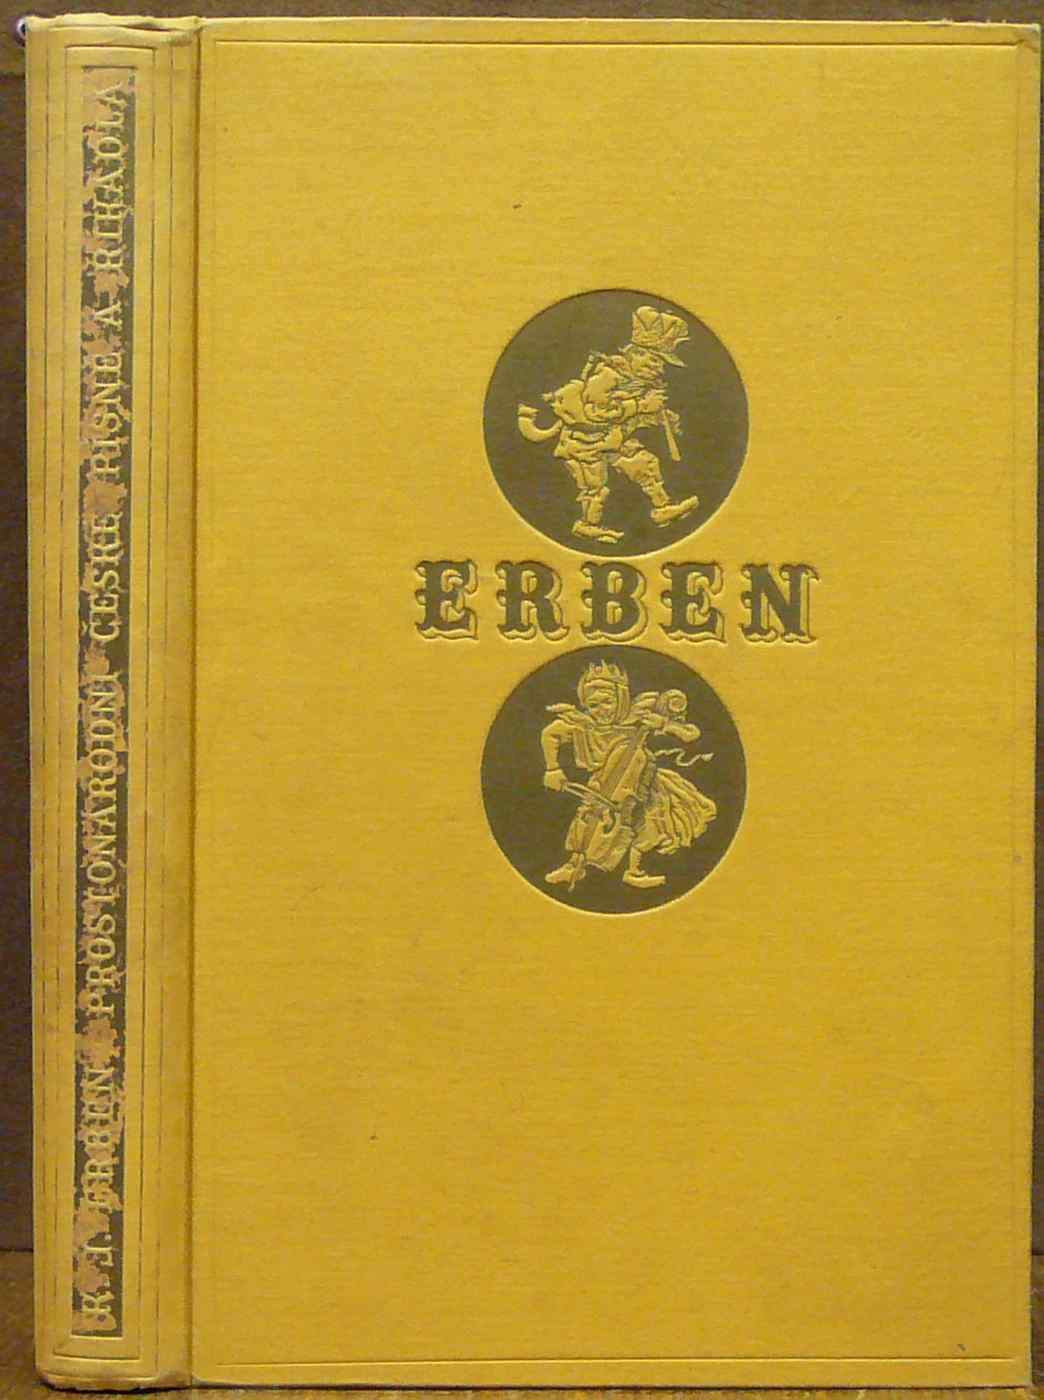 K. J. ERBEN PROSTONÁRODNÍ ČESKÉ PÍSNĚ A ŘÍKADLA
ERBEN